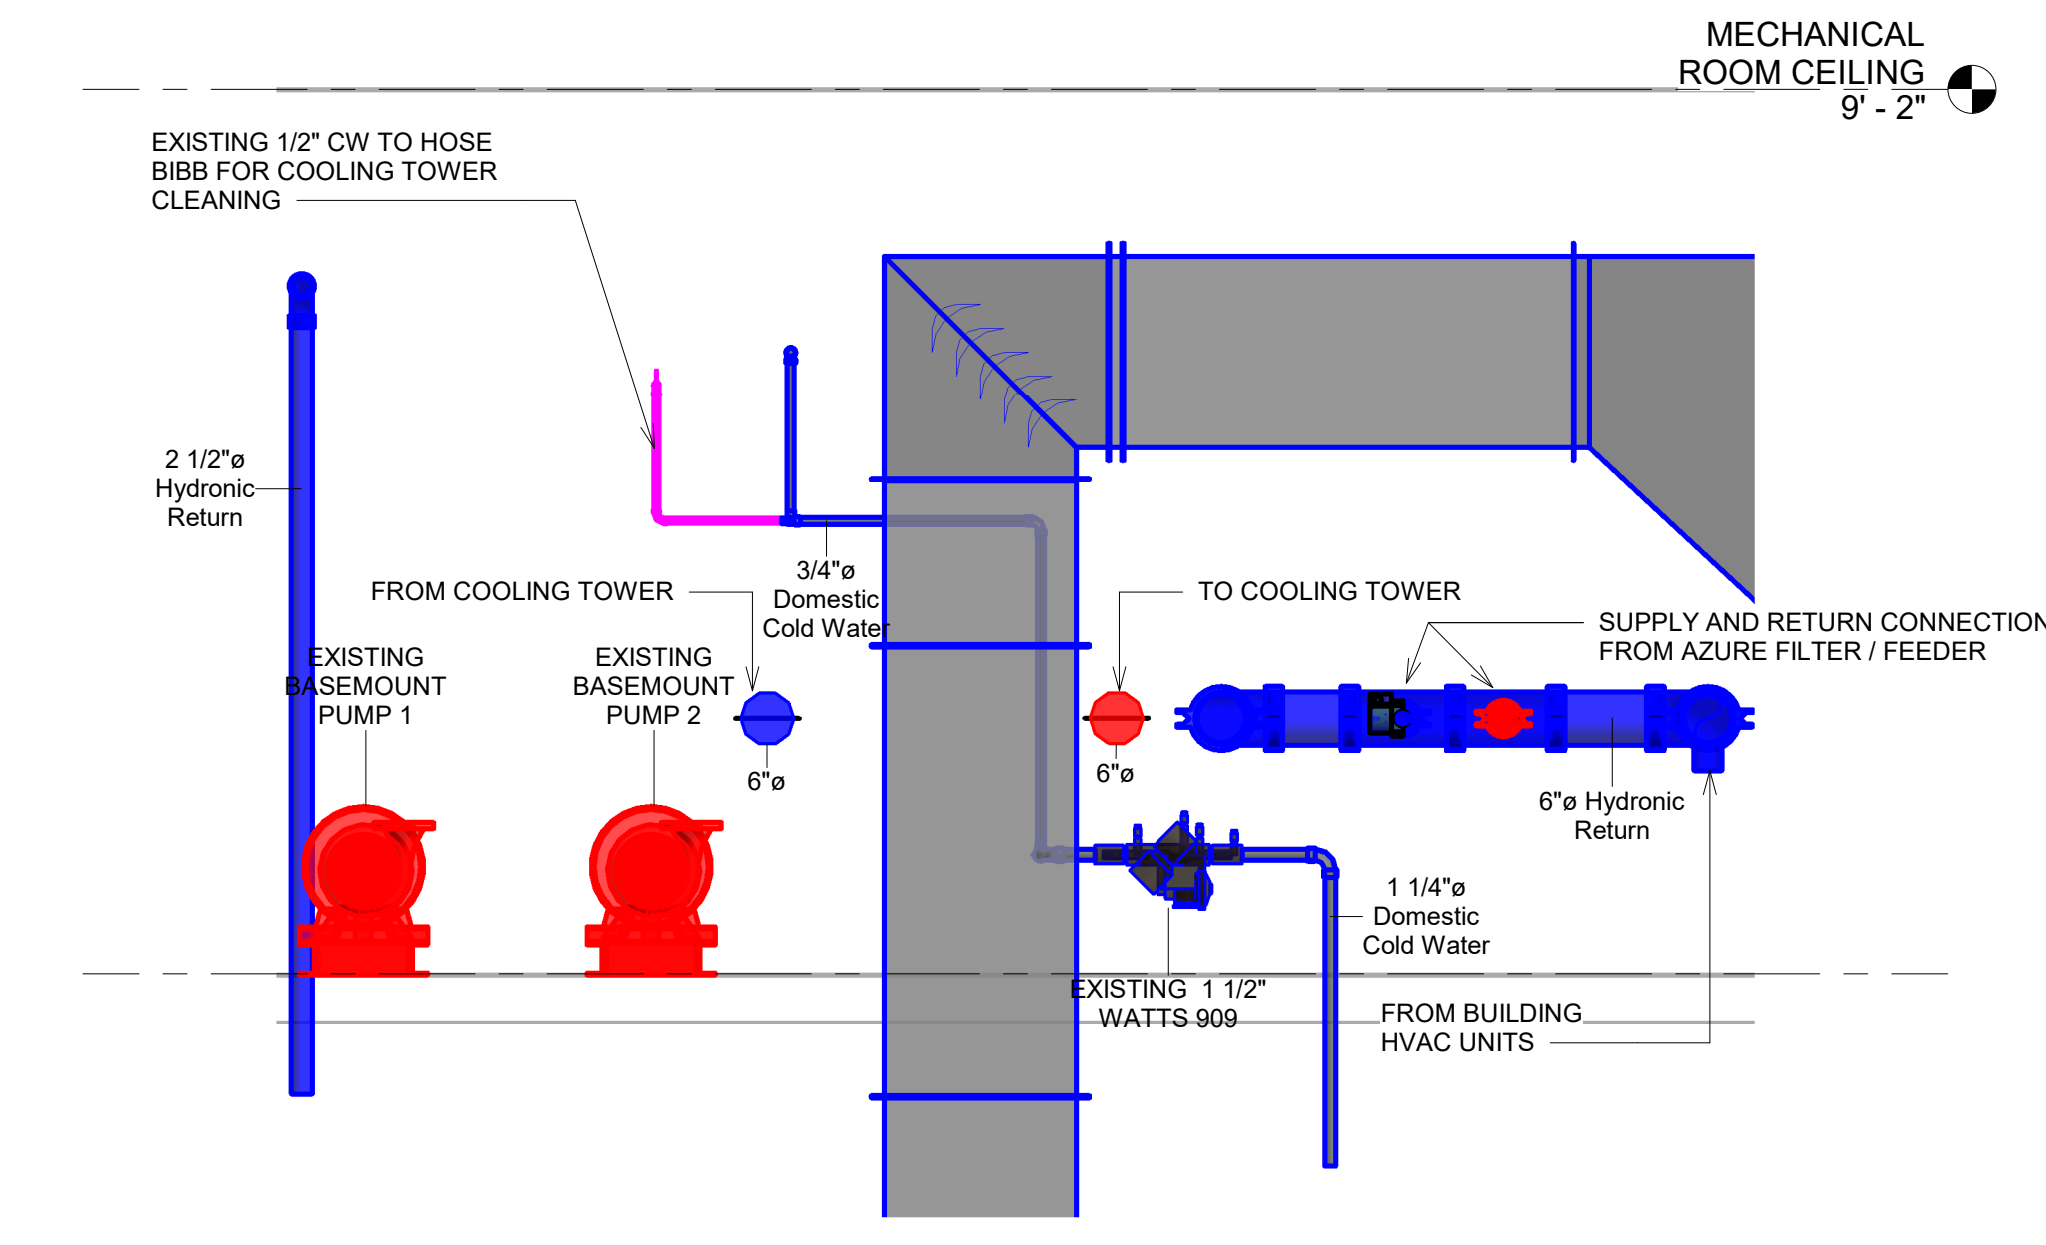 MECHANICAL
ROOM CEILING
9' - 2"
EXISTING 1/2" CW TO HOSE
BIBB FOR COOLING TOWER
CLEANING
2 1/2"ø
Hydronic
Return
3/4"ø
Domestic
Cold Water
FROM COOLING TOWER
TO COOLING TOWER
SUPPLY AND RETURN CONNECTION
FROM AZURE FILTER / FEEDER
EXISTING
BASEMOUNT
PUMP 1
EXISTING
BASEMOUNT
PUMP 2
6"ø
6"ø
6"ø Hydronic
Return
1 1/4"ø
Domestic
Cold Water
EXISTING  1 1/2"
WATTS 909
FROM BUILDING
HVAC UNITS